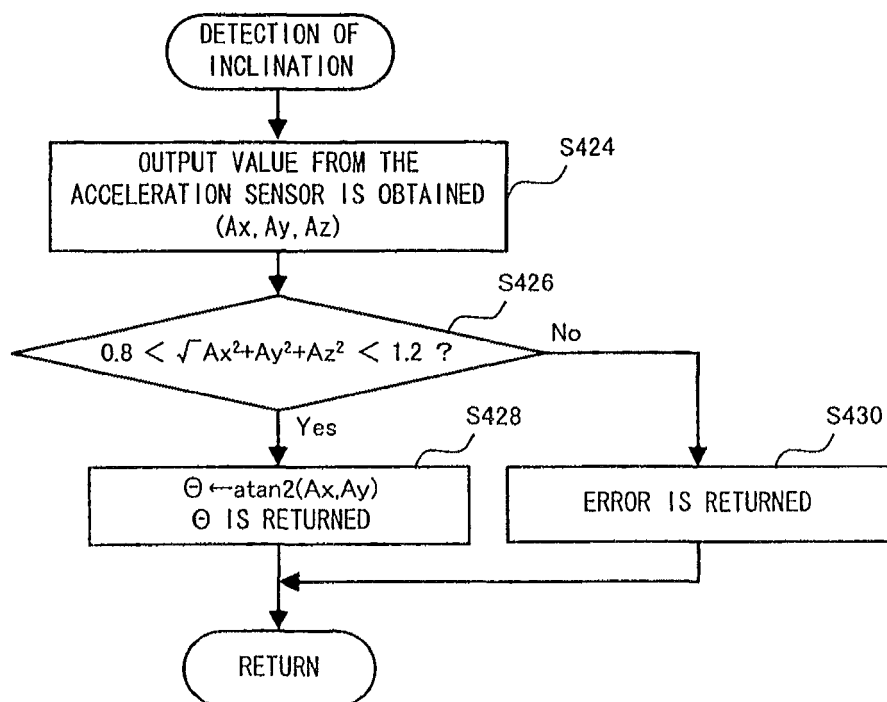 DETECTION OF
INCLINATION
OUTPUT VALUE FROM THE
ACCELERATION SENSOR IS OBTAINED
(Ax, Ay, Az)
S424
S426
0.8 < √Ax²+Ay²+Az² < 1.2 ?
No
Yes
S428
Θ←atan2(Ax,Ay)
Θ IS RETURNED
S430
ERROR IS RETURNED
RETURN